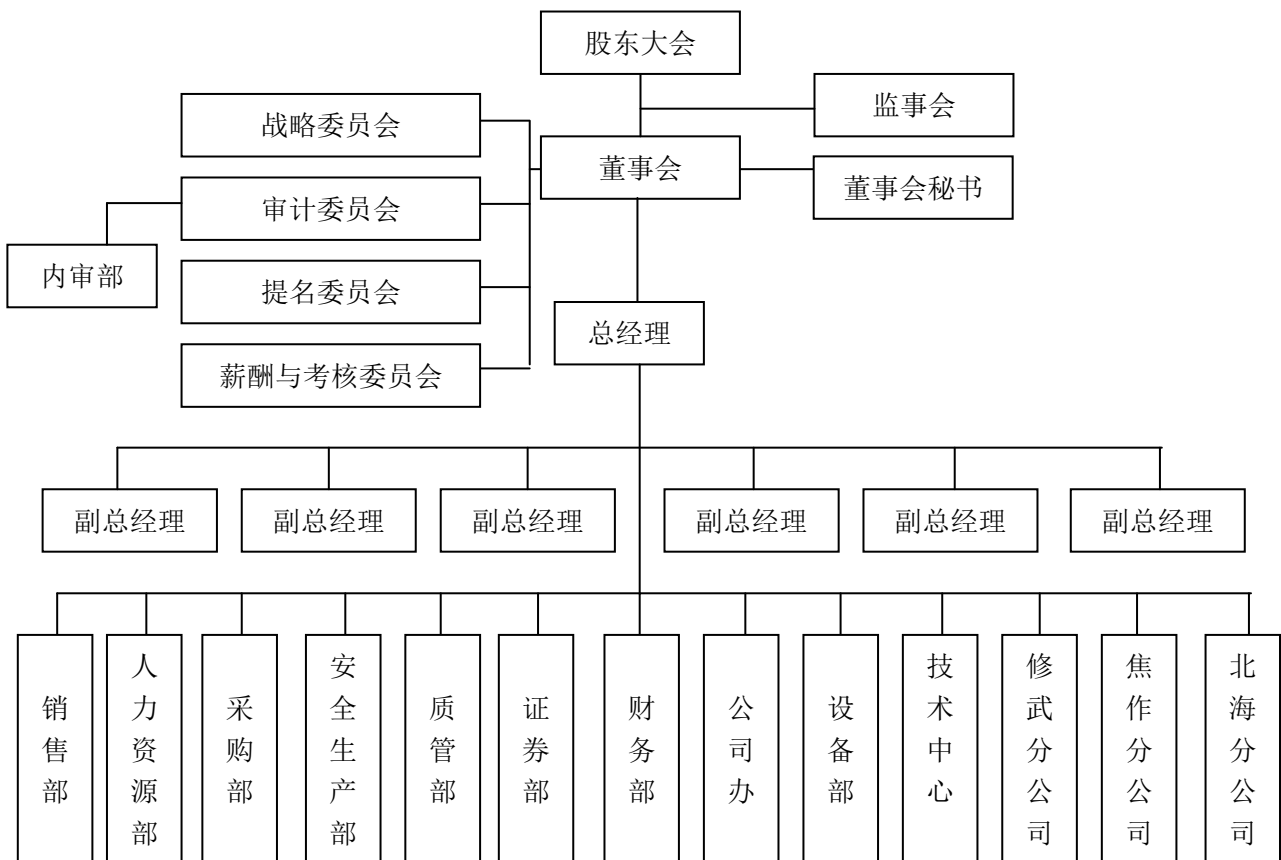 股东大会
监事会
战略委员会
董事会
董事会秘书
审计委员会
内审部
提名委员会
总经理
薪酬与考核委员会
副总经理
副总经理
副总经理
副总经理
副总经理
副总经理
销售部
人力资源部
采购部
安全生产部
质管部
证券部
财务部
公司办
设备部
技术中心
修武分公司
焦作分公司
北海分公司